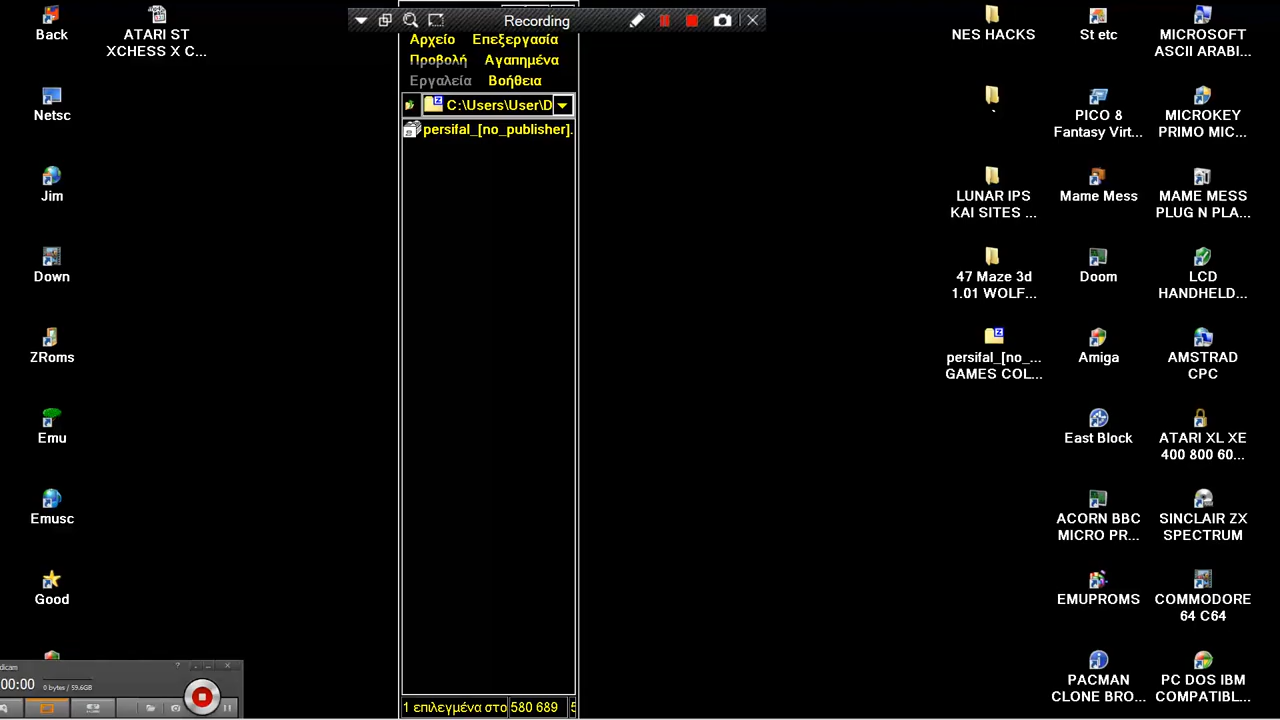 Recording
Back
ATARI ST
XCHESS X C...
Netsc
Jim
Down
ZRoms
Emu
Emusc
Good
Αρχείο Επεξεργασία
Προβολή Αγαπημένα
Εργαλεία Βοήθεια
C:\Users\User\D
persifal_[no_publisher].
1 επιλεγμένα στο 580 689 5
NES HACKS
St etc
MICROSOFT
ASCII ARABI...
`
PICO 8
Fantasy Virt...
MICROKEY
PRIMO MIC...
LUNAR IPS
KAI SITES ...
Mame Mess
MAME MESS
PLUG N PLA...
47 Maze 3d
1.01 WOLF...
Doom
LCD
HANDHELD...
persifal_[no_...
GAMES COL...
Amiga
AMSTRAD
CPC
East Block
ATARI XL XE
400 800 60...
ACORN BBC
MICRO PR...
SINCLAIR ZX
SPECTRUM
EMUPROMS
COMMODORE
64 C64
PACMAN
CLONE BRO...
PC DOS IBM
COMPATIBL...
dicam
00:00
0 bytes / 59.6GB